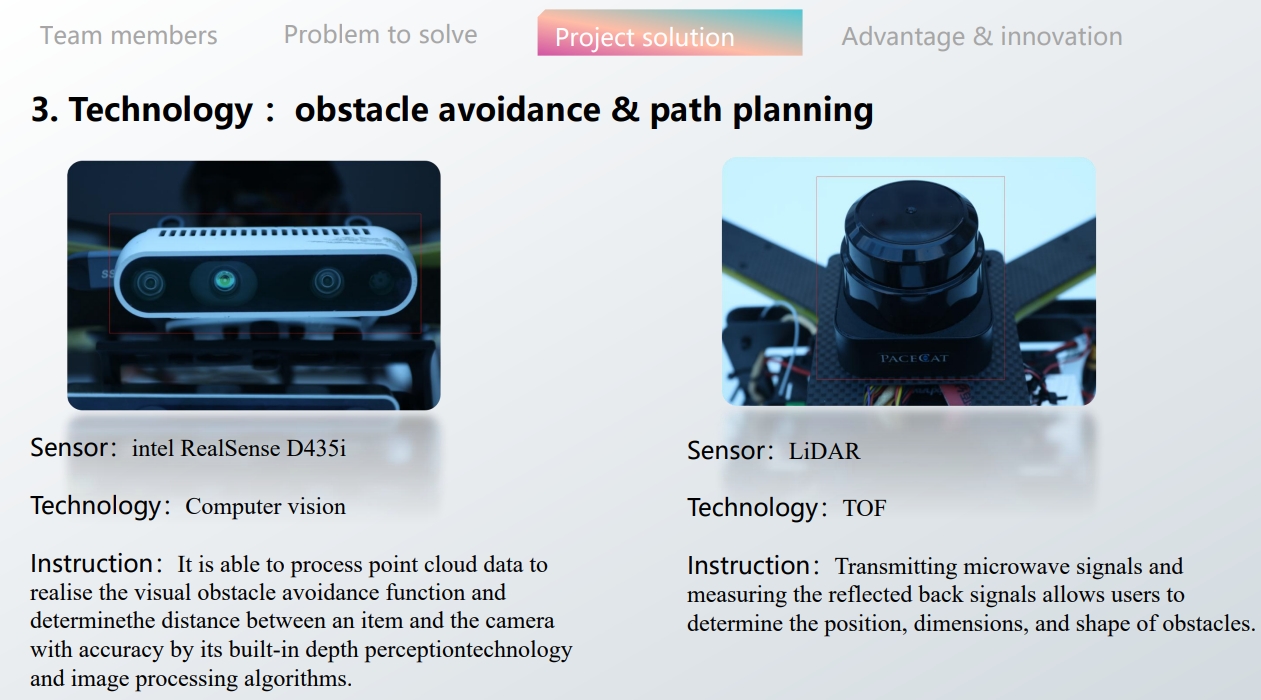 Team members
Problem to solve
Project solution
Advantage & innovation
3. Technology： obstacle avoidance & path planning
PACECAT
Sensor：intel RealSense D435i
Technology：Computer vision
Instruction：It is able to process point cloud data to
realise the visual obstacle avoidance function and
determinethe distance between an item and the camera
with accuracy by its built-in depth perceptiontechnology
and image processing algorithms.
Sensor：LiDAR
Technology：TOF
Instruction：Transmitting microwave signals and
measuring the reflected back signals allows users to
determine the position, dimensions, and shape of obstacles.